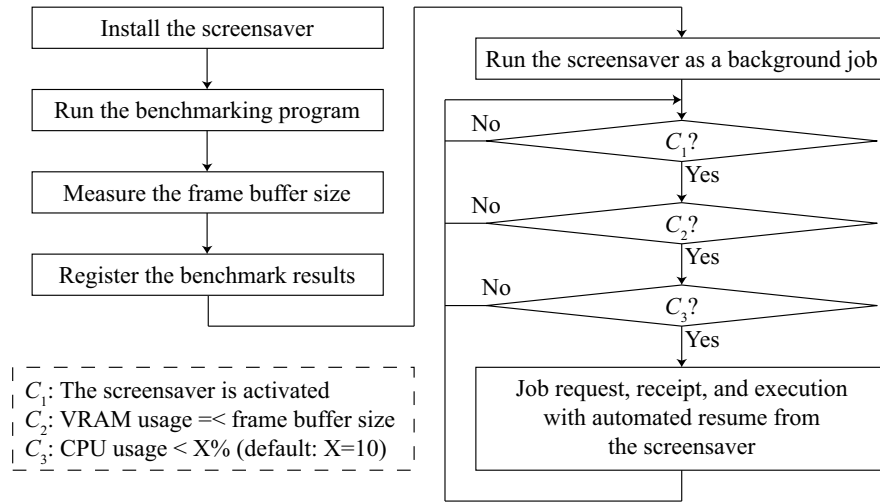 Install the screensaver
Run the benchmarking program
Measure the frame buffer size
Register the benchmark results
C1: The screensaver is activated
C2: VRAM usage =< frame buffer size
C3: CPU usage < X% (default: X=10)
Run the screensaver as a background job
No
C1?
Yes
No
C2?
Yes
No
C3?
Yes
Job request, receipt, and execution
with automated resume from
the screensaver